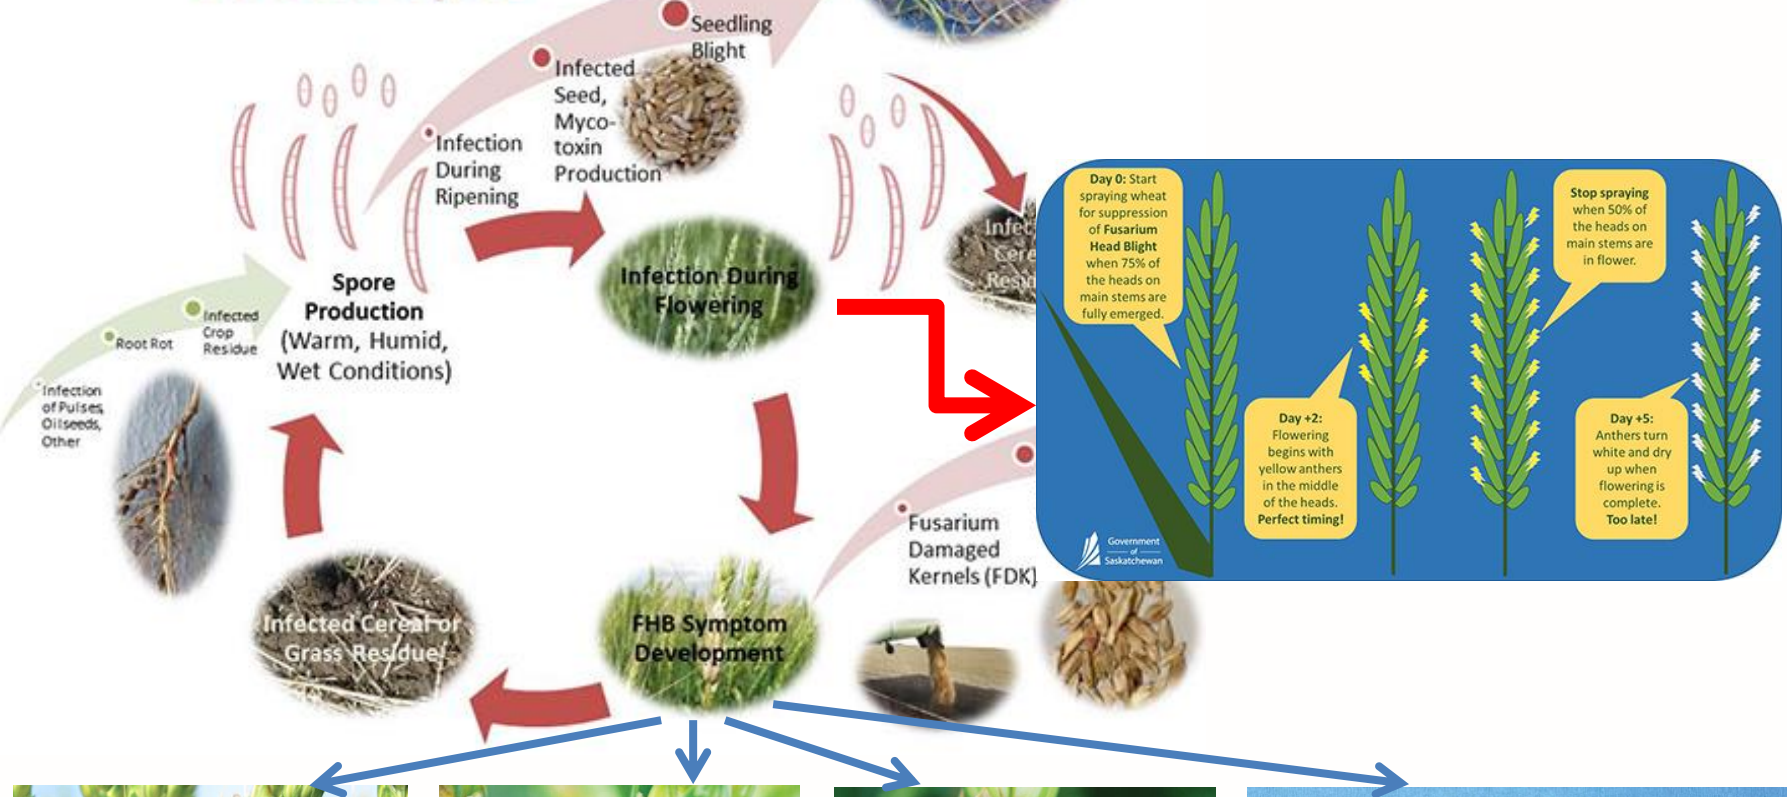 Seedling
Blight
Infected
Seed,
Myco-
toxin
Production
Infection
During
Ripening
Spore
Production
(Warm, Humid,
Wet Conditions)
Infection During
Flowering
Infected
Crop
Residue
Root Rot
Infection
of Pulses,
Oilseeds,
Other
Infected Cereal or
Grass Residue
FHB Symptom
Development
Fusarium
Damaged
Kernels (FDK)
Day 0: Start
spraying wheat
for suppression
of Fusarium
Head Blight
when 75% of
the heads on
main stems are
fully emerged.
Day +2:
Flowering
begins with
yellow anthers
in the middle
of the heads.
Perfect timing!
Stop spraying
when 50% of
the heads on
main stems are
in flower.
Day +5:
Anthers turn
white and dry
up when
flowering is
complete.
Too late!
Government
of
Saskatchewan